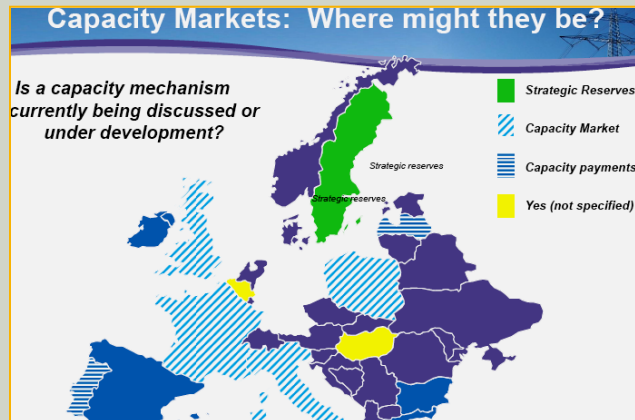 Capacity Markets: Where might they be?
Is a capacity mechanism
currently being discussed or
under development?
Strategic Reserves
Capacity Market
Capacity payments
Yes (not specified)
Strategic reserves
Strategic reserves